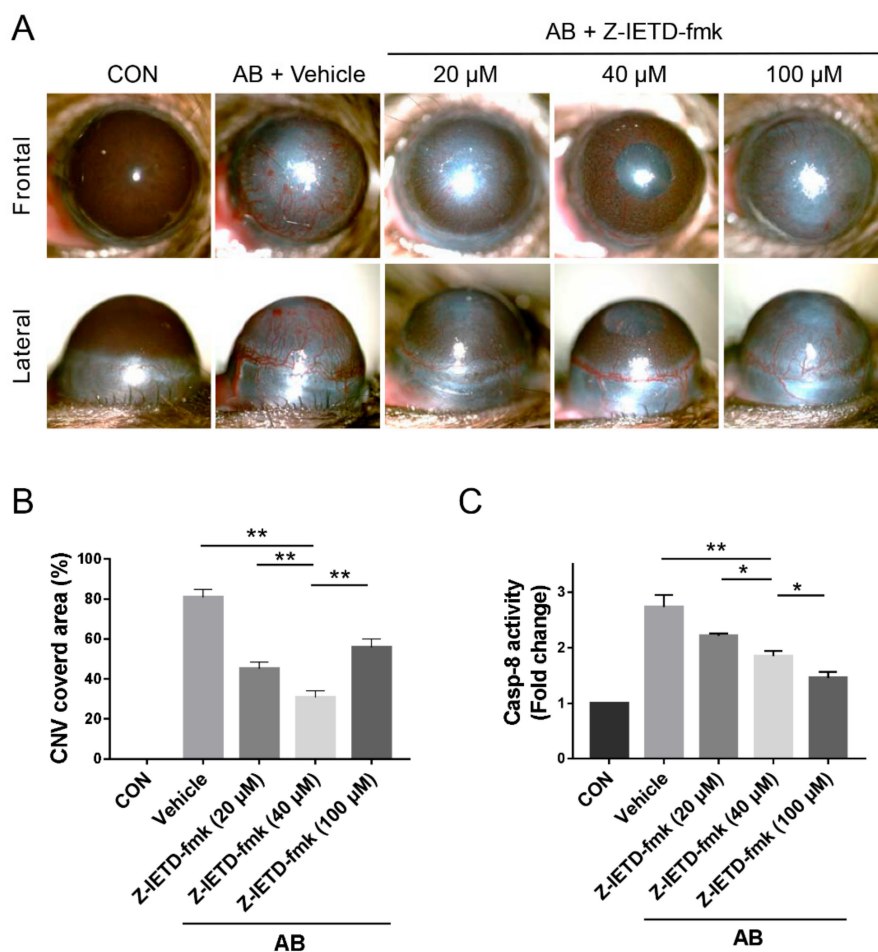 A
AB + Z-IETD-fmk
CON AB + Vehicle 20 µM 40 µM 100 µM
Frontal
Lateral
B
CNV coverd area (%)
100
80
60
40
20
0
** 
**
**
CON
Vehicle
Z-IETD-fmk (20 µM)
Z-IETD-fmk (40 µM)
Z-IETD-fmk (100 µM)
AB
C
Casp-8 activity
(Fold change)
3
2
1
0
**
*
*
CON
Vehicle
Z-IETD-fmk (20 µM)
Z-IETD-fmk (40 µM)
Z-IETD-fmk (100 µM)
AB